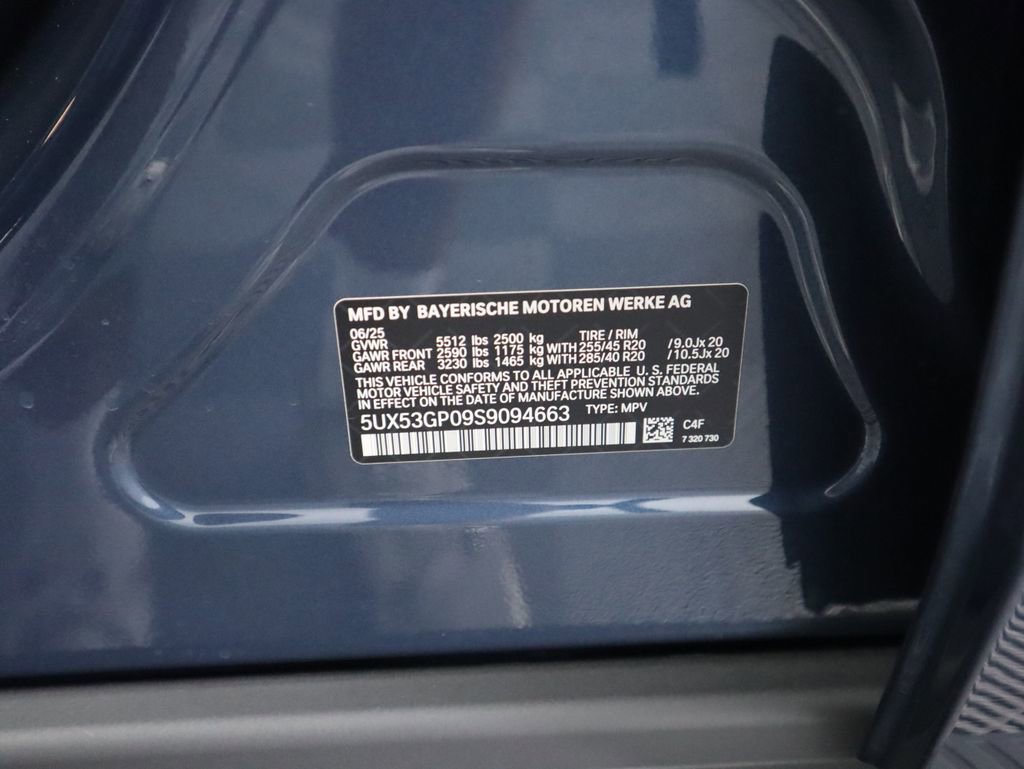 MFD BY BAYERISCHE MOTOREN WERKE AG
06/25 TIRE / RIM
GVWR 5512 lbs 2500 kg
GAWR FRONT 2590 lbs 1175 kg WITH 255/45 R20 /9.0Jx20
GAWR REAR 3230 lbs 1465 kg WITH 285/40 R20 /10.5Jx20
THIS VEHICLE CONFORMS TO ALL APPLICABLE U. S. FEDERAL
MOTOR VEHICLE SAFETY AND THEFT PREVENTION STANDARDS
IN EFFECT ON THE DATE OF MANUFACTURE SHOWN ABOVE.
5UX53GP09S9094663 TYPE: MPV
C4F
7 320 730